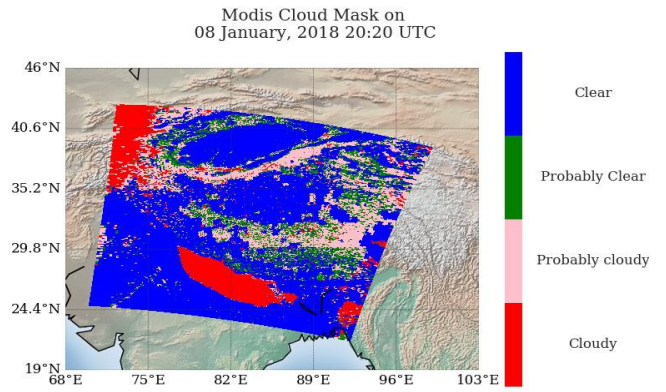 Modis Cloud Mask on
08 January, 2018 20:20 UTC
46°N
40.6°N
35.2°N
29.8°N
24.4°N
19°N
68°E 75°E 82°E 89°E 96°E 103°E
Clear
Probably Clear
Probably cloudy
Cloudy